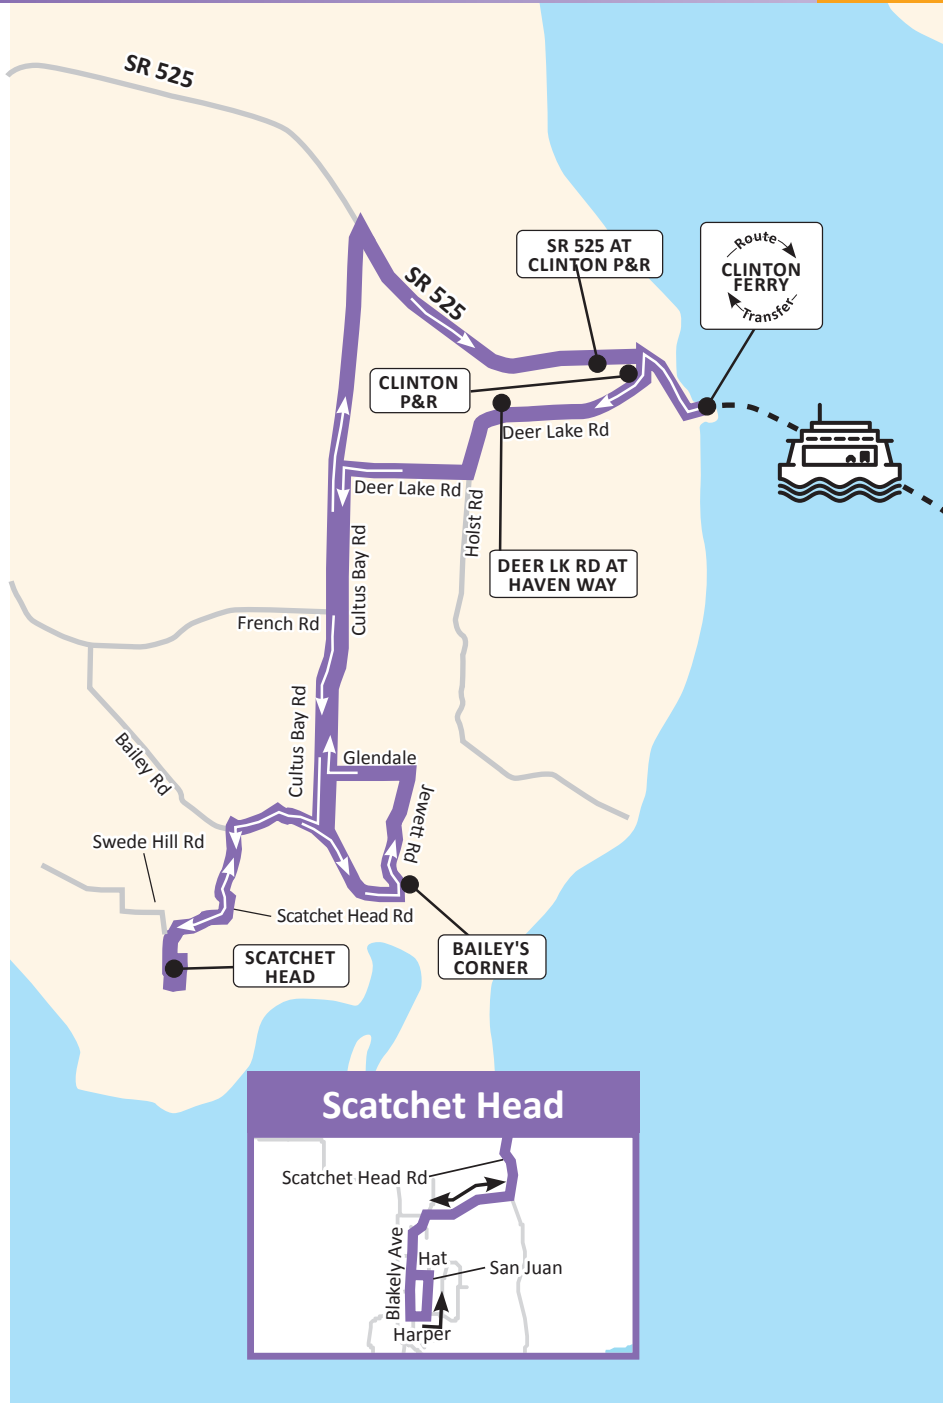 SR 525
SR 525 AT
CLINTON P&R
Route
CLINTON
FERRY
Transfer
SR 525
CLINTON
P&R
Deer Lake Rd
Deer Lake Rd
Holst Rd
Cultus Bay Rd
DEER LK RD AT
HAVEN WAY
French Rd
Cultus Bay Rd
Bailey Rd
Glendale
Jewett Rd
Swede Hill Rd
Scatchet Head Rd
SCATCHET
HEAD
BAILEY'S
CORNER
Scatchet Head
Scatchet Head Rd
Blakely Ave
Hat
San Juan
Harper